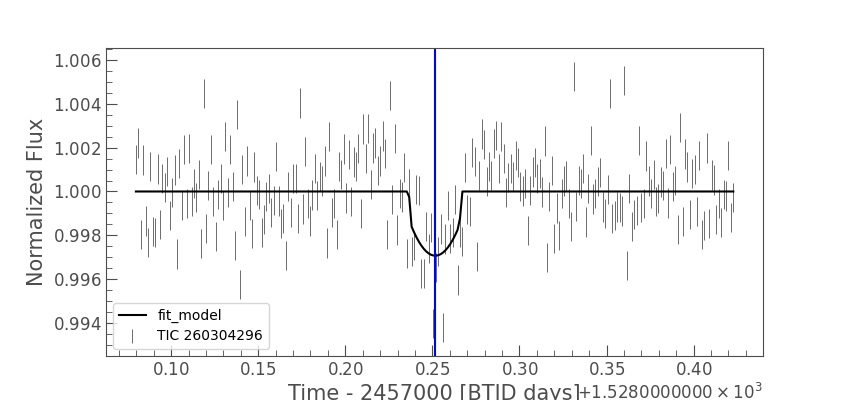 1.006
1.004
1.002
1.000
0.998
0.996
0.994
Normalized Flux
fit_model
TIC 260304296
0.10 0.15 0.20 0.25 0.30 0.35 0.40
Time - 2457000 [BTJD days]
+1.5280000000 × 10³